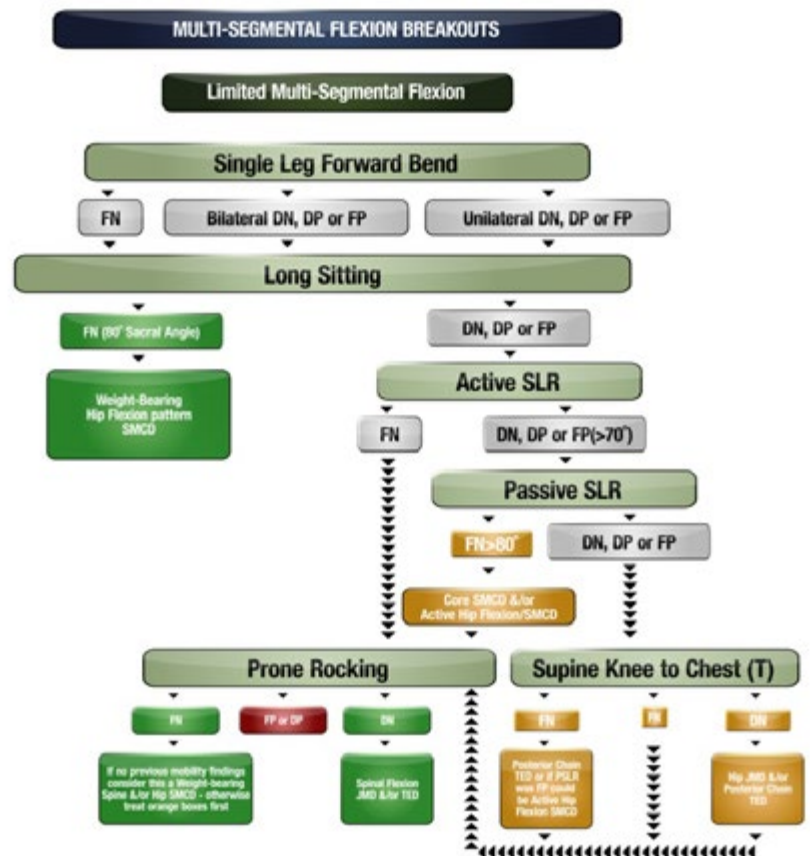 MULTI-SEGMENTAL FLEXION BREAKOUTS
Limited Multi-Segmental Flexion
Single Leg Forward Bend
FN
Bilateral DN, DP or FP
Unilateral DN, DP or FP
Long Sitting
FN (80° Sacral Angle)
DN, DP or FP
Weight-Bearing
Hip Flexion pattern
SMCD
Active SLR
FN
DN, DP or FP(>70°)
Passive SLR
FN>80°
DN, DP or FP
Core SMCD &/or
Active Hip Flexion/SMCD
Prone Rocking
Supine Knee to Chest (T)
FN
FP or DP
DN
FN
FN
DN
If no previous mobility findings
consider this a Weight-bearing
Spine &/or Hip SMCD - otherwise
treat orange boxes first
Spinal Flexion
JMD &/or TED
Posterior Chain
TED or if PSLR
was FP could
be Active Hip
Flexion SMCD
Hip JMD &/or
Posterior Chain
TED